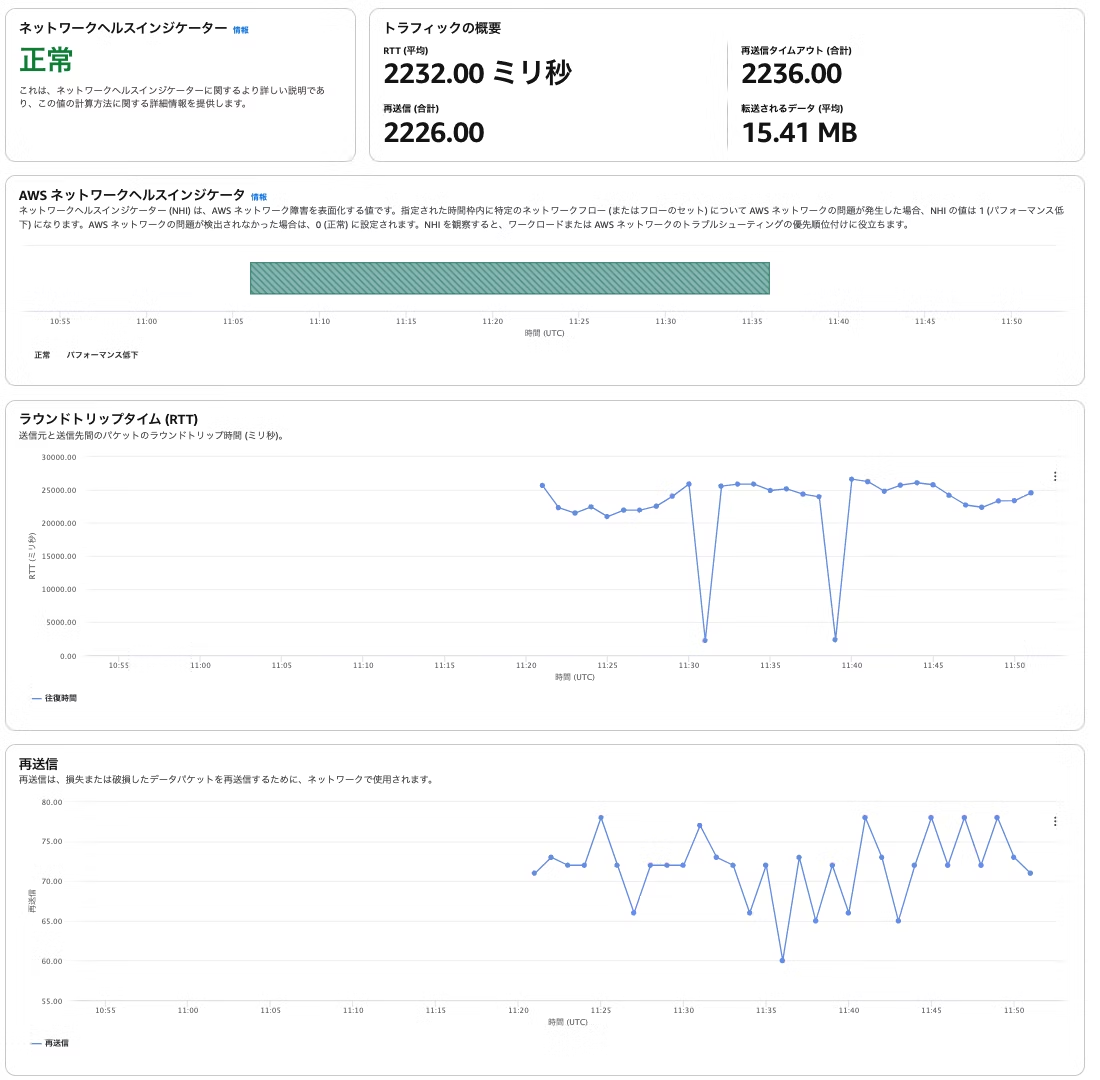 ネットワークヘルスインジケーター 情報
正常
これは、ネットワークヘルスインジケーターに関するより詳しい説明であ
り、この値の計算方法に関する詳細情報を提供します。
トラフィックの概要
RTT (平均)
2232.00 ミリ秒
再送信タイムアウト (合計)
2236.00
再送信 (合計)
2226.00
転送されるデータ (平均)
15.41 MB
AWS ネットワークヘルスインジケータ 情報
ネットワークヘルスインジケーター (NHI) は、AWS ネットワーク障害を表面化する値です。指定された時間枠内に特定のネットワークフロー (またはフローのセット) について AWS ネットワークの問題が発生した場合、NHI の値は 1 (パフォーマンス低
下) になります。AWS ネットワークの問題が検出されなかった場合は、0 (正常) に設定されます。NHI を観察すると、ワークロードまたは AWS ネットワークのトラブルシューティングの優先順位付けに役立ちます。
10:55 11:00 11:05 11:10 11:15 11:20 11:25 11:30 11:35 11:40 11:45 11:50
時間 (UTC)
正常 パフォーマンス低下
ラウンドトリップタイム (RTT)
送信元と送信先間のパケットのラウンドトリップ時間 (ミリ秒)。
RTT (ミリ秒)
30000.00
25000.00
20000.00
15000.00
10000.00
5000.00
0.00
10:55 11:00 11:05 11:10 11:15 11:20 11:25 11:30 11:35 11:40 11:45 11:50
時間 (UTC)
往復時間
再送信
再送信は、損失または破損したデータパケットを再送信するために、ネットワークで使用されます。
再送信
80.00
75.00
70.00
65.00
60.00
55.00
10:55 11:00 11:05 11:10 11:15 11:20 11:25 11:30 11:35 11:40 11:45 11:50
時間 (UTC)
再送信